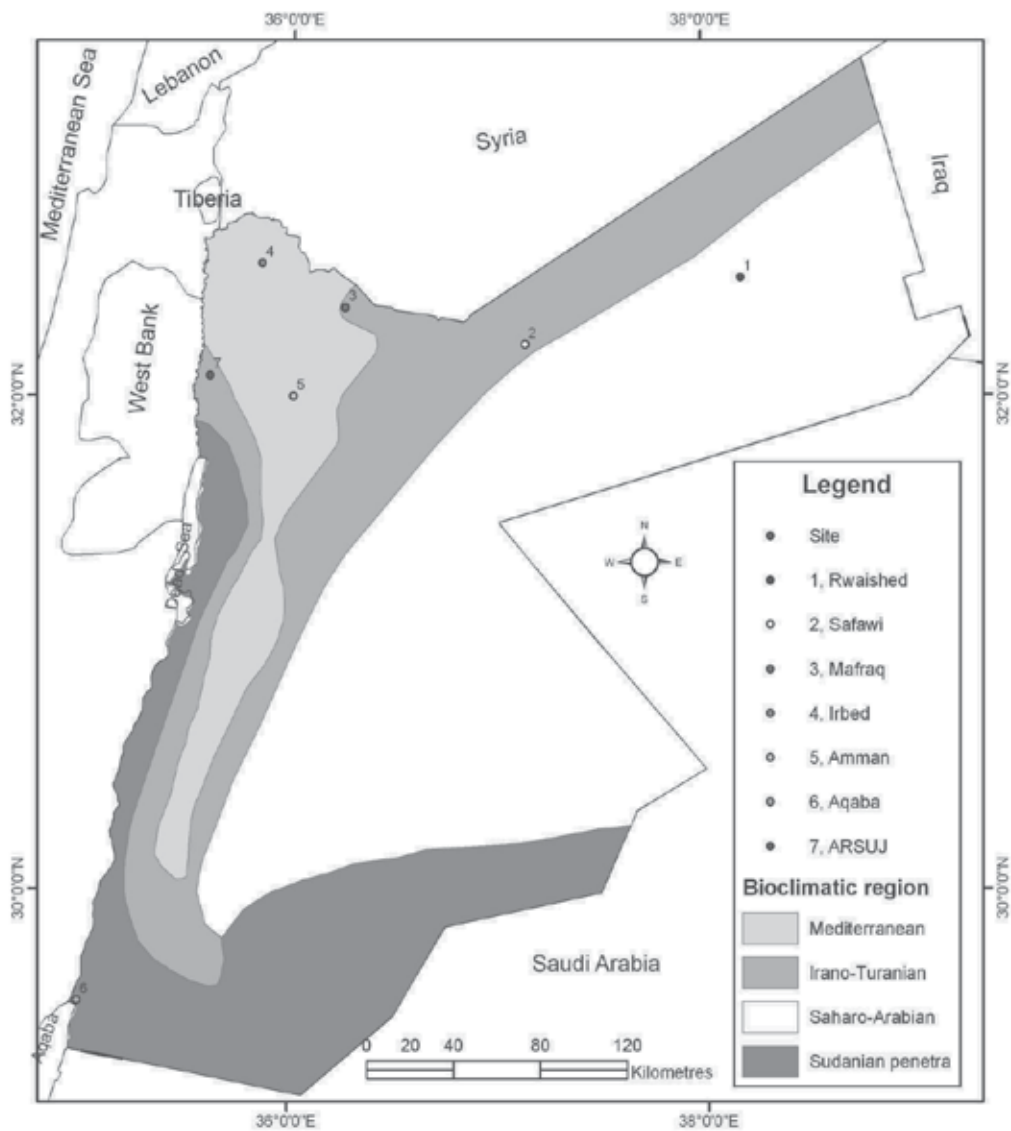 36°0'0"E
38°0'0"E
Mediterranean Sea
Lebanon
Syria
Iraq
Tiberia
4
1
3
2
West Bank
7
5
32°0'0"N
32°0'0"N
Legend
Site
1, Rwaished
2, Safawi
3, Mafraq
4, Irbed
5, Amman
6, Aqaba
7, ARSUJ
N
W
E
S
Sea
Bioclimatic region
Mediterranean
Irano-Turanian
Saharo-Arabian
Sudanian penetra
30°0'0"N
30°0'0"N
Saudi Arabia
6
Aqaba
0 20 40 80 120
Kilometres
36°0'0"E
38°0'0"E